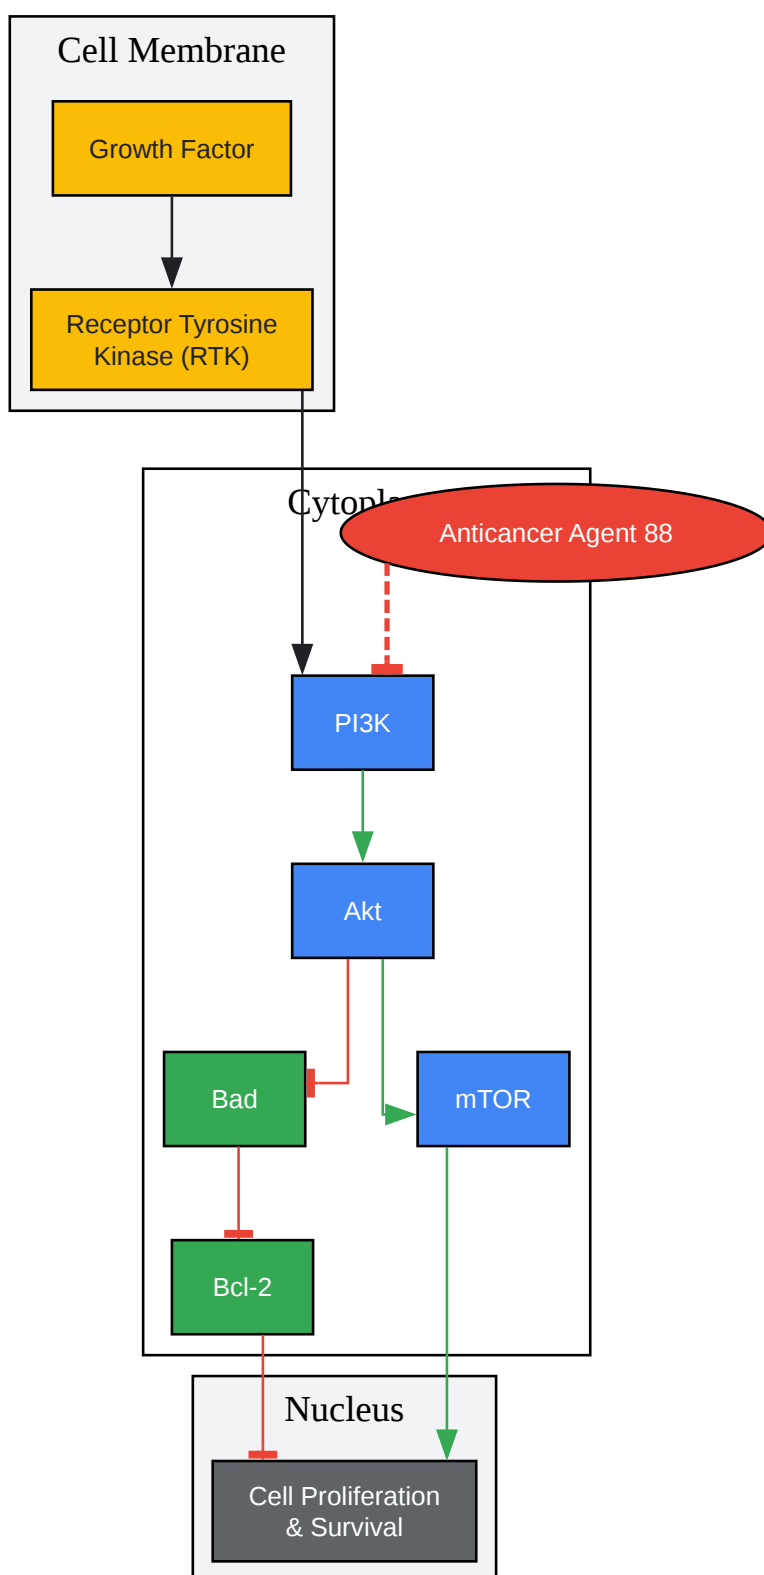 Cell Membrane
Growth Factor
Receptor Tyrosine
Kinase (RTK)
Anticancer Agent 88
PI3K
Akt
Bad
mTOR
Bcl-2
Nucleus
Cell Proliferation
& Survival